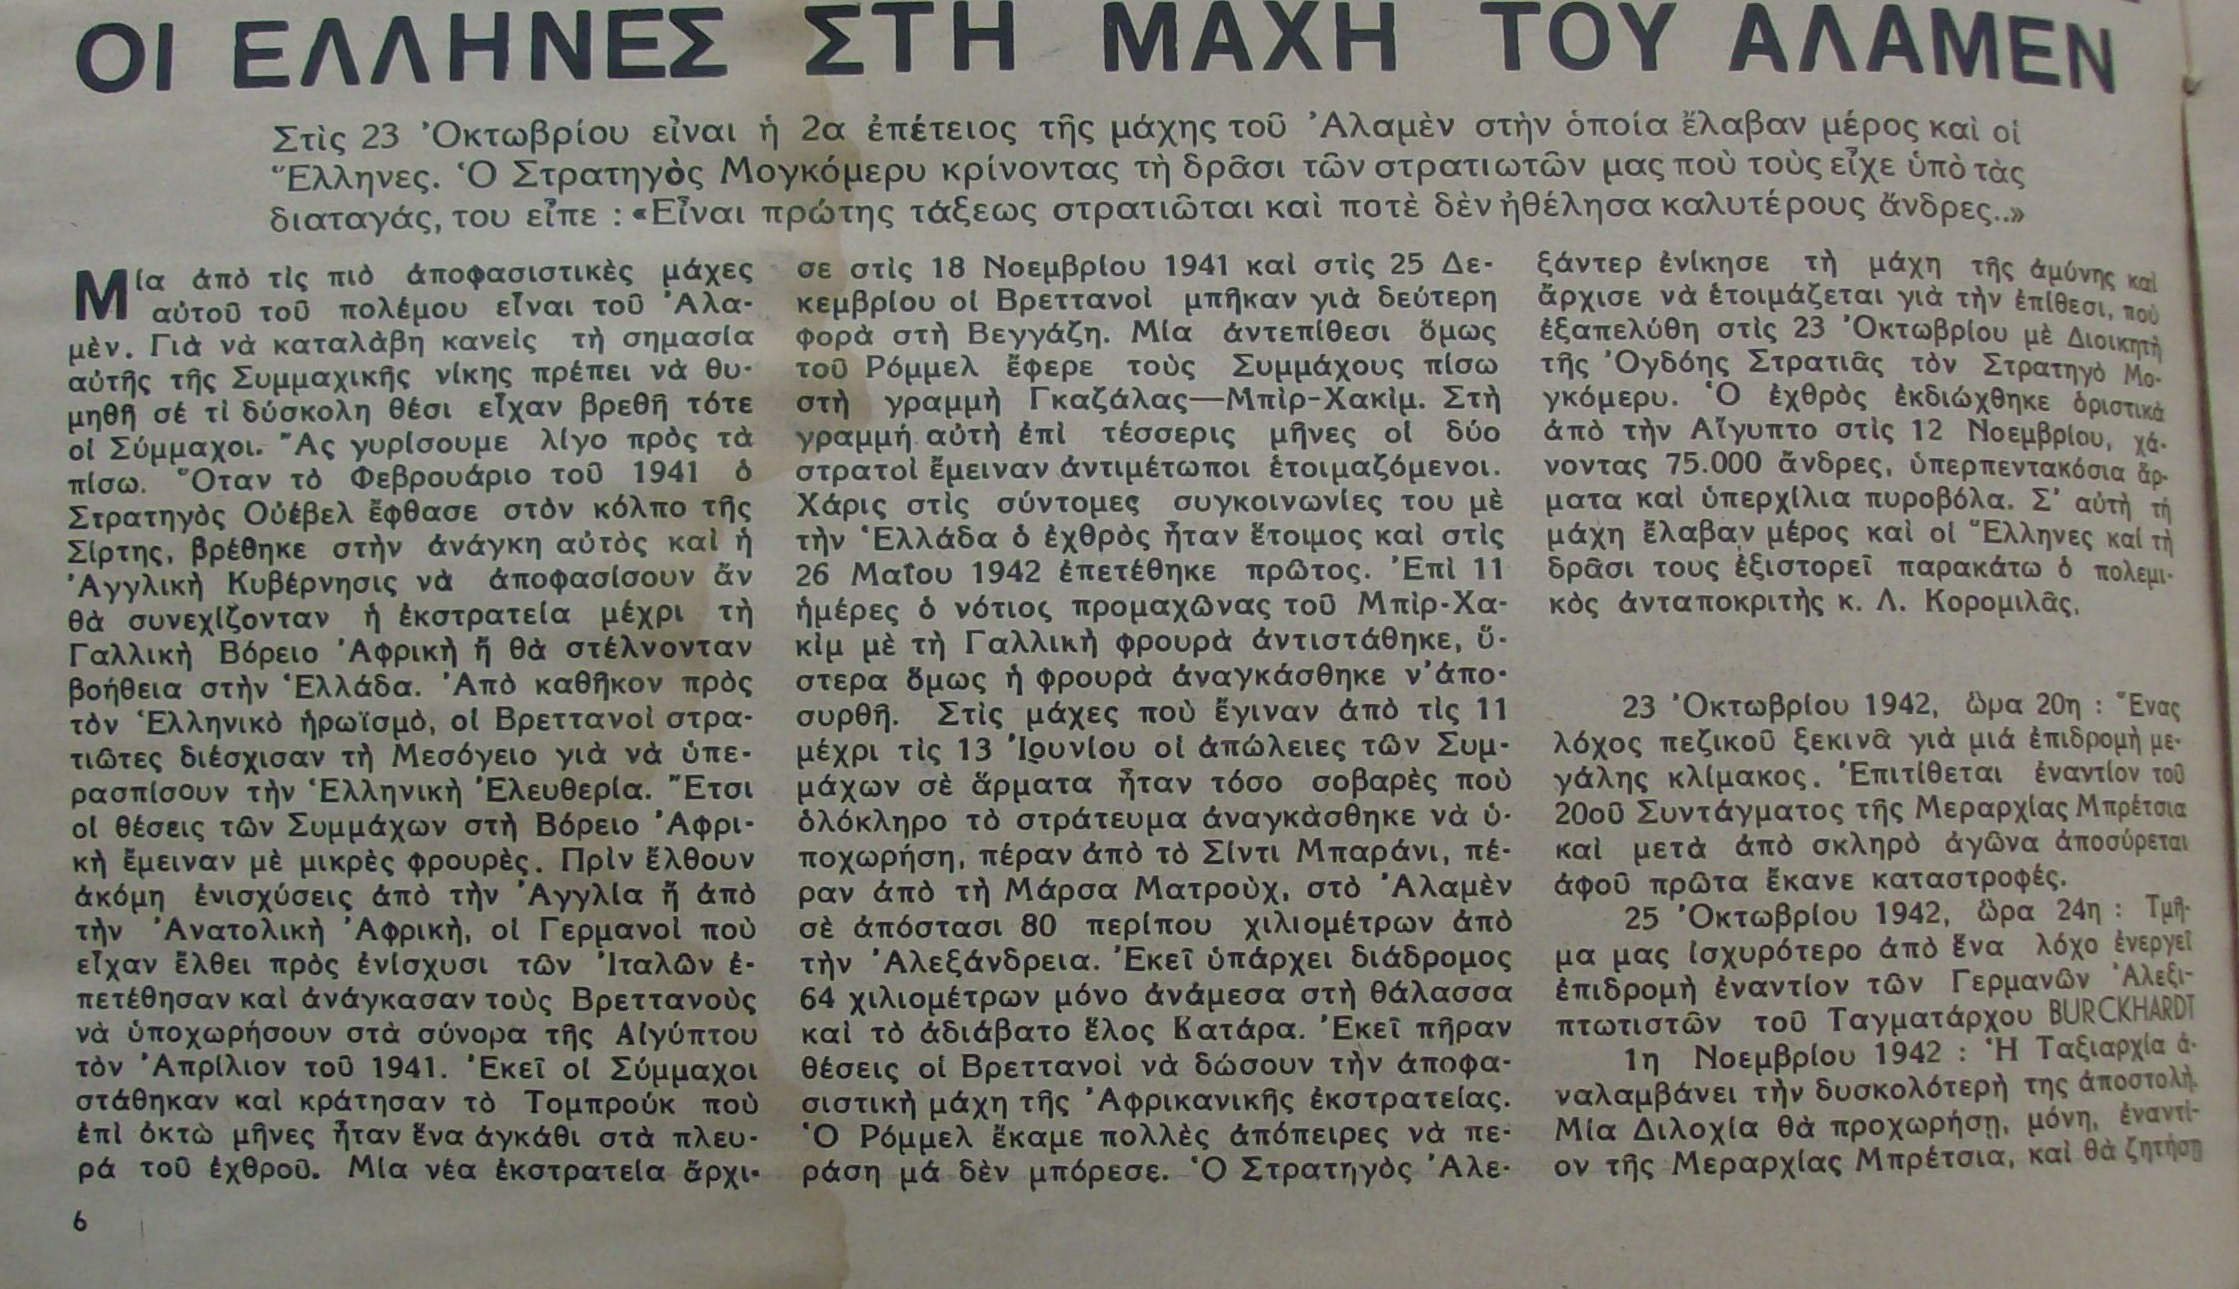 ΟΙ ΕΛΛΗΝΕΣ ΣΤΗ ΜΑΧΗ ΤΟΥ ΑΛΑΜΕΝ
Στὶς 23 Ὀκτωβρίου εἶναι ἡ 2α ἐπέτειος τῆς μάχης τοῦ Ἀλαμὲν στὴν ὁποία ἔλαβαν μέρος καὶ οἱ
Ἕλληνες. Ὁ Στρατηγὸς Μογκόμερυ κρίνοντας τὴ δρᾶσι τῶν στρατιωτῶν μας ποὺ τοὺς εἶχε ὑπὸ τὰς
διαταγάς, του εἶπε : «Εἶναι πρώτης τάξεως στρατιῶται καὶ ποτὲ δὲν ἠθέλησα καλυτέρους ἄνδρες..»
Μία ἀπὸ τὶς πιὸ ἀποφασιστικὲς μάχες
αὐτοῦ τοῦ πολέμου εἶναι τοῦ Ἀλα-
μὲν. Γιὰ νὰ καταλάβη κανεὶς τὴ σημασία
αὐτῆς τῆς Συμμαχικῆς νίκης πρέπει νὰ θυ-
μηθῆ σέ τὶ δύσκολη θέσι εἶχαν βρεθῆ τότε
οἱ Σύμμαχοι. Ἂς γυρίσουμε λίγο πρὸς τὰ
πίσω. Ὅταν τὸ Φεβρουάριο τοῦ 1941 ὁ
Στρατηγὸς Οὐέβελ ἔφθασε στὸν κόλπο τῆς
Σίρτης, βρέθηκε στὴν ἀνάγκη αὐτὸς καὶ ἡ
Ἀγγλικὴ Κυβέρνησις νὰ ἀποφασίσουν ἄν
θὰ συνεχίζονταν ἡ ἐκστρατεία μέχρι τὴ
Γαλλικὴ Βόρειο Ἀφρικὴ ἤ θὰ στέλνονταν
βοήθεια στὴν Ἑλλάδα. Ἀπὸ καθῆκον πρὸς
τὸν Ἑλληνικὸ ἡρωϊσμὸ, οἱ Βρεττανοὶ στρα-
τιῶτες διέσχισαν τὴ Μεσόγειο γιὰ νὰ ὑπε-
ρασπίσουν τὴν Ἑλληνικὴ Ἐλευθερία. Ἔτσι
οἱ θέσεις τῶν Συμμάχων στὴ Βόρειο Ἀφρι-
κὴ ἔμειναν μὲ μικρὲς φρουρὲς. Πρὶν ἔλθουν
ἀκόμη ἐνισχύσεις ἀπὸ τὴν Ἀγγλία ἤ ἀπὸ
τὴν Ἀνατολικὴ Ἀφρικὴ, οἱ Γερμανοὶ ποὺ
εἶχαν ἔλθει πρὸς ἐνίσχυσι τῶν Ἰταλῶν ἐ-
πετέθησαν καὶ ἀνάγκασαν τοὺς Βρεττανοὺς
νὰ ὑποχωρήσουν στὰ σύνορα τῆς Αἰγύπτου
τὸν Ἀπρίλιον τοῦ 1941. Ἐκεῖ οἱ Σύμμαχοι
στάθηκαν καὶ κράτησαν τὸ Τομπρούκ ποὺ
ἐπὶ ὀκτὼ μῆνες ἦταν ἕνα ἀγκάθι στὰ πλευ-
ρά τοῦ ἐχθροῦ. Μία νέα ἐκστρατεία ἄρχι-
σε στὶς 18 Νοεμβρίου 1941 καὶ στὶς 25 Δε-
κεμβρίου οἱ Βρεττανοὶ μπῆκαν γιὰ δεύτερη
φορὰ στὴ Βεγγάζη. Μία ἀντεπίθεσι ὅμως
τοῦ Ρόμμελ ἔφερε τοὺς Συμμάχους πίσω
στὴ γραμμὴ Γκαζάλας—Μπὶρ-Χακὶμ. Στὴ
γραμμή αὐτὴ ἐπὶ τέσσερις μῆνες οἱ δύο
στρατοὶ ἔμειναν ἀντιμέτωποι ἑτοιμαζόμενοι.
Χάρις στὶς σύντομες συγκοινωνίες του μὲ
τὴν Ἑλλάδα ὁ ἐχθρὸς ἦταν ἕτοιμος καὶ στὶς
26 Μαΐου 1942 ἐπετέθηκε πρῶτος. Ἐπὶ 11
ἡμέρες ὁ νότιος προμαχῶνας τοῦ Μπὶρ-Χα-
κὶμ μὲ τὴ Γαλλικὴ φρουρὰ ἀντιστάθηκε, ὕ-
στερα ὅμως ἡ φρουρὰ ἀναγκάσθηκε ν'ἀπο-
συρθῆ. Στὶς μάχες ποὺ ἔγιναν ἀπὸ τὶς 11
μέχρι τὶς 13 Ἰουνίου οἱ ἀπώλειες τῶν Συμ-
μάχων σὲ ἅρματα ἦταν τόσο σοβαρὲς ποὺ
ὁλόκληρο τὸ στράτευμα ἀναγκὰσθηκε νὰ ὑ-
ποχωρήση, πέραν ἀπὸ τὸ Σίντι Μπαράνι, πέ-
ραν ἀπὸ τὴ Μάρσα Ματροὺχ, στὸ Ἀλαμὲν
σὲ ἀπόστασι 80 περίπου χιλιομέτρων ἀπὸ
τὴν Ἀλεξάνδρεια. Ἐκεῖ ὑπάρχει διάδρομος
64 χιλιομέτρων μόνο ἀνάμεσα στὴ θάλασσα
καὶ τὸ ἀδιάβατο ἕλος Κατάρα. Ἐκεῖ πῆραν
θέσεις οἱ Βρεττανοὶ νὰ δώσουν τὴν ἀποφα-
σιστικὴ μάχη τῆς Ἀφρικανικῆς ἐκστρατείας.
Ὁ Ρόμμελ ἔκαμε πολλὲς ἀπόπειρες νὰ πε-
ράση μά δὲν μπόρεσε. Ὁ Στρατηγὸς Ἀλε-
ξάντερ ἐνίκησε τὴ μάχη τῆς ἀμύνης καὶ
ἄρχισε νὰ ἑτοιμάζεται γιὰ τὴν ἐπίθεσι, ποὺ
ἐξαπελύθη στὶς 23 Ὀκτωβρίου μὲ Διοικητὴ
τῆς Ὀγδόης Στρατιᾶς τὸν Στρατηγὸ Μο-
γκόμερυ. Ὁ ἐχθρὸς ἐκδιώχθηκε ὁριστικὰ
ἀπὸ τὴν Αἴγυπτο στὶς 12 Νοεμβρίου, χά-
νοντας 75.000 ἄνδρες, ὑπερπεντακόσια ἅρ-
ματα καὶ ὑπερχίλια πυροβόλα. Σ' αὐτὴ τὴ
μάχη ἔλαβαν μέρος καὶ οἱ Ἕλληνες καὶ τὴ
δρᾶσι τους ἐξιστορεῖ παρακάτω ὁ πολεμι-
κὸς ἀνταποκριτὴς κ. Λ. Κορομιλᾶς.
23 Ὀκτωβρίου 1942, ὥρα 20η : Ἕνας
λόχος πεζικοῦ ξεκινᾶ γιὰ μιά ἐπιδρομὴ με-
γάλης κλίμακος. Ἐπιτίθεται ἐναντίον τοῦ
20οῦ Συντάγματος τῆς Μεραρχίας Μπρέτσια
καὶ μετὰ ἀπὸ σκληρὸ ἀγῶνα ἀποσύρεται
ἀφοῦ πρῶτα ἔκανε καταστροφές.
25 Ὀκτωβρίου 1942, ὥρα 24η : Τμῆ-
μα μας ἰσχυρότερο ἀπὸ ἕνα λόχο ἐνεργεῖ
ἐπιδρομὴ ἐναντίον τῶν Γερμανῶν Ἀλεξι-
πτωτιστῶν τοῦ Ταγματάρχου BURCKHARDT
1η Νοεμβρίου 1942 : Ἡ Ταξιαρχία ἀ-
ναλαμβάνει τὴν δυσκολότερὴ της ἀποστολὴ.
Μία Διλοχία θὰ προχωρήση, μόνη, ἐναντί-
ον τῆς Μεραρχίας Μπρέτσια, καὶ θὰ ζητήση
6